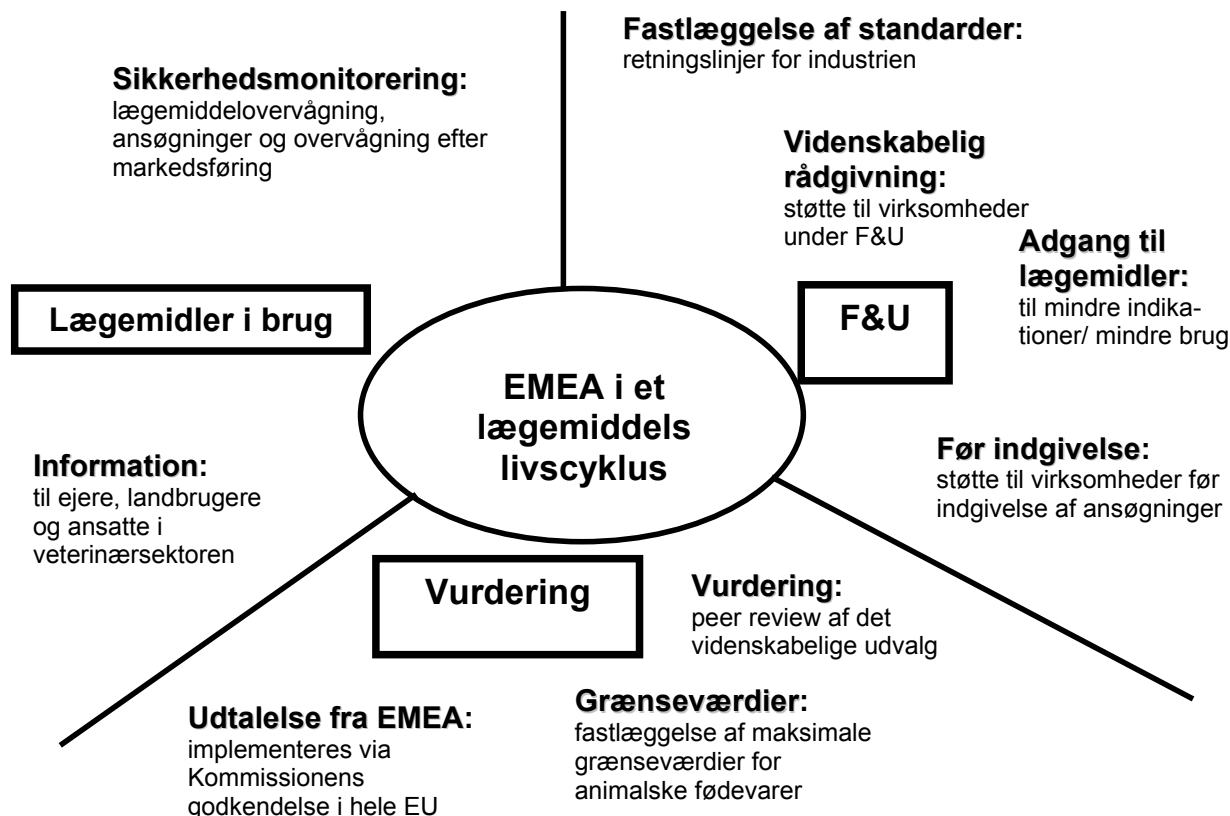 Fastlæggelse af standarder:
retningslinjer for industrien
Sikkerhedsmonitorering:
lægemiddelovervågning,
ansøgninger og overvågning efter
markedsføring
Videnskabelig
rådgivning:
støtte til virksomheder
under F&U
Adgang til
lægemidler:
til mindre indika-
tioner/ mindre brug
Lægemidler i brug
F&U
EMEA i et
lægemiddels
livscyklus
Før indgivelse:
støtte til virksomheder før
indgivelse af ansøgninger
Information:
til ejere, landbrugere
og ansatte i
veterinærsektoren
Vurdering
Vurdering:
peer review af det
videnskabelige udvalg
Grænseværdier:
fastlæggelse af maksimale
grænseværdier for
animalske fødevarer
Udtalelse fra EMEA:
implementeres via
Kommissionens
godkendelse i hele EU